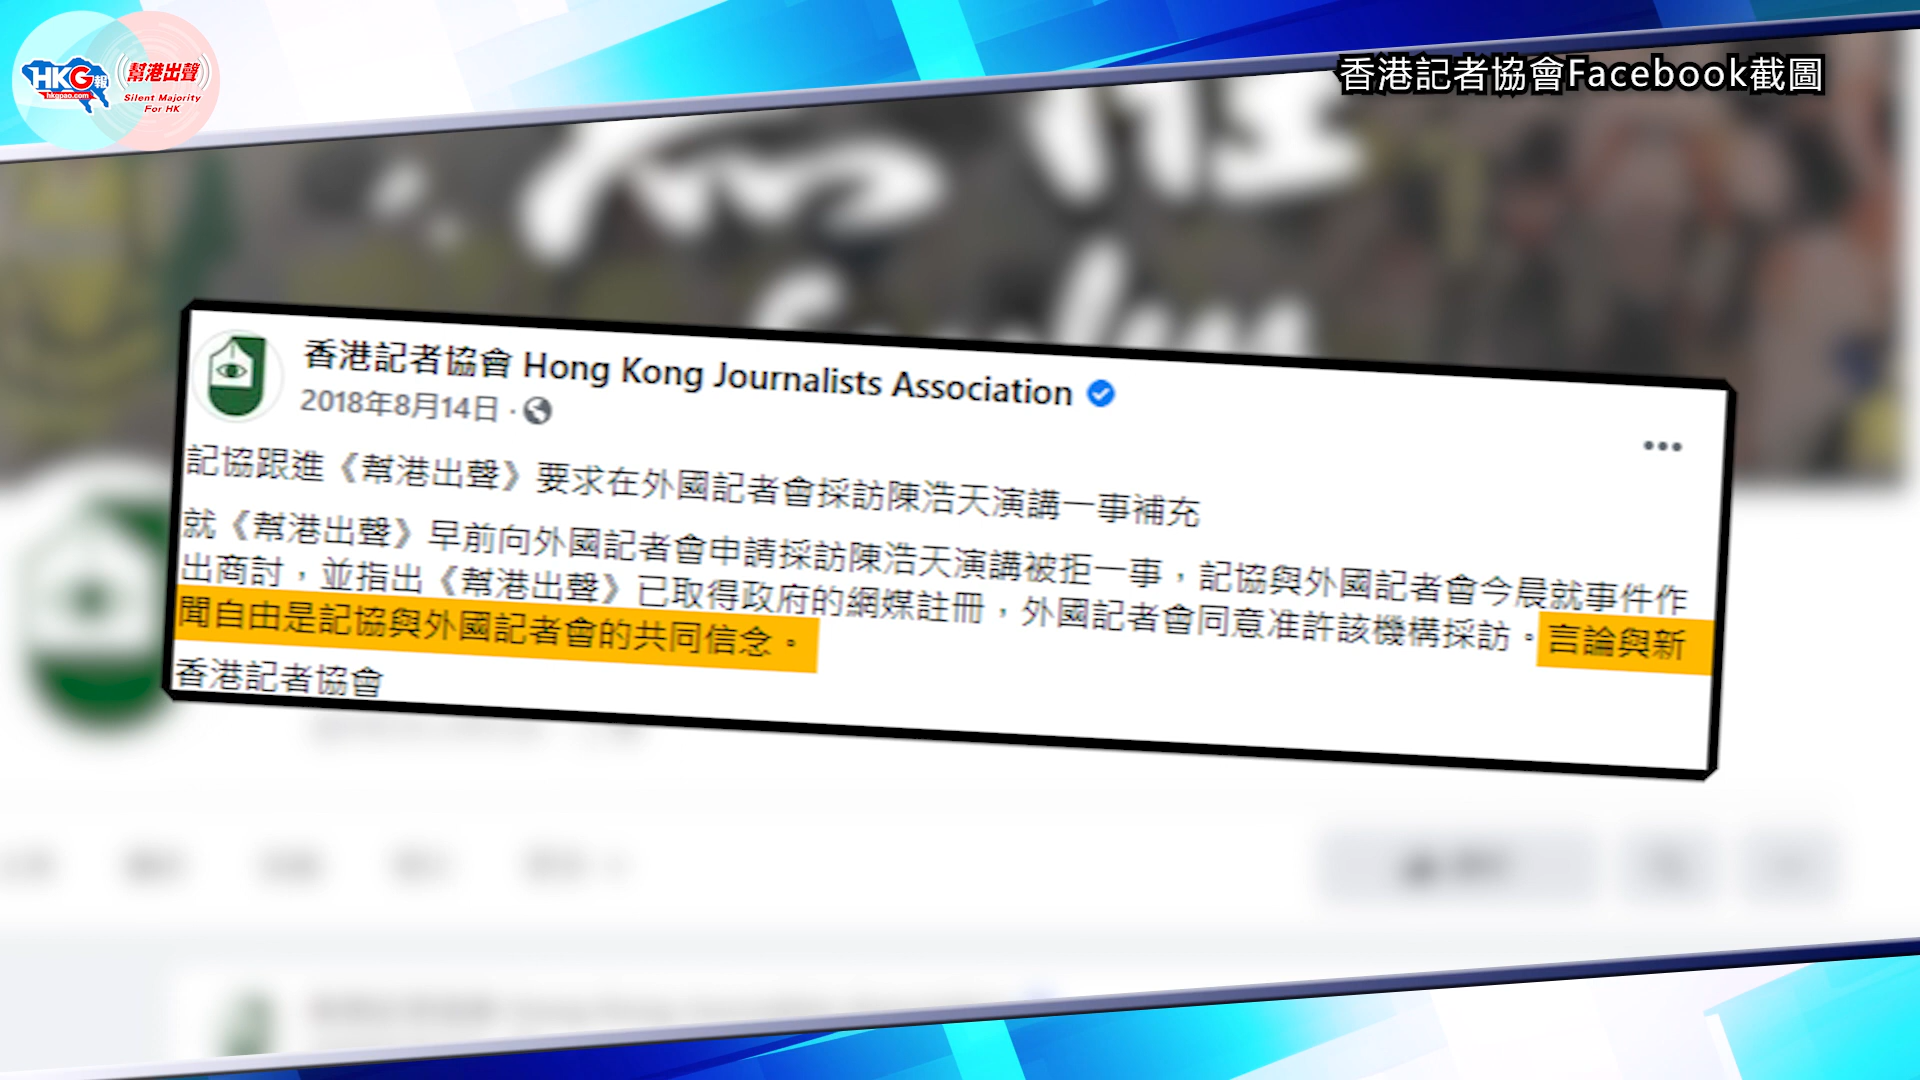 HKG報
hkgpao.com
幫港出聲
Silent Majority
For HK
香港記者協會Facebook截圖
香港記者協會 Hong Kong Journalists Association
2018年8月14日 ·
記協跟進《幫港出聲》要求在外國記者會採訪陳浩天演講一事補充
就《幫港出聲》早前向外國記者會申請採訪陳浩天演講被拒一事，記協與外國記者會今晨就事件作
出商討，並指出《幫港出聲》已取得政府的網媒註冊，外國記者會同意准許該機構採訪。言論與新
聞自由是記協與外國記者會的共同信念。
香港記者協會